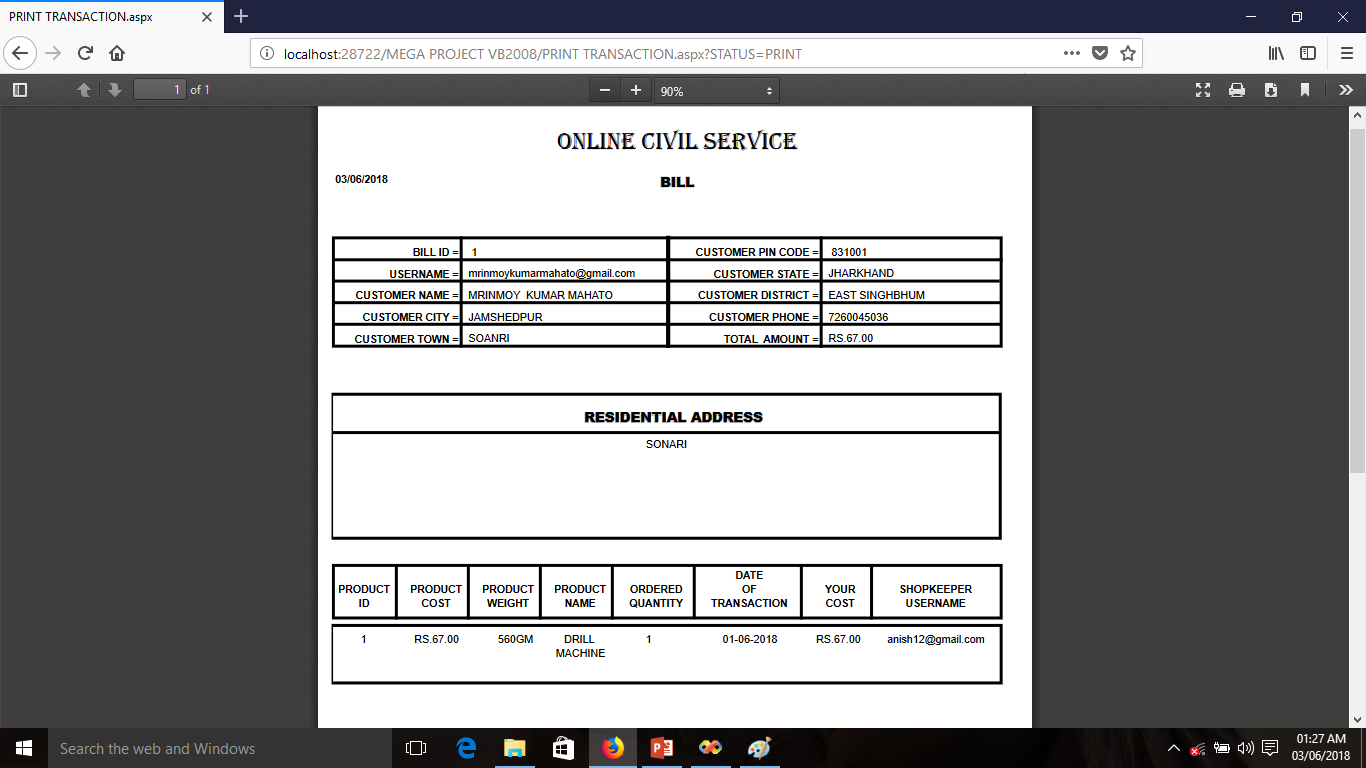 PRINT TRANSACTION.aspx
localhost:28722/MEGA PROJECT VB2008/PRINT TRANSACTION.aspx?STATUS=PRINT
1 of 1 90%
ONLINE CIVIL SERVICE
03/06/2018 BILL
BILL ID = 1 CUSTOMER PIN CODE = 831001
USERNAME = mrinmoykumarmahato@gmail.com CUSTOMER STATE = JHARKHAND
CUSTOMER NAME = MRINMOY KUMAR MAHATO CUSTOMER DISTRICT = EAST SINGHBHUM
CUSTOMER CITY = JAMSHEDPUR CUSTOMER PHONE = 7260045036
CUSTOMER TOWN = SOANRI TOTAL AMOUNT = RS.67.00
RESIDENTIAL ADDRESS
SONARI
PRODUCT ID PRODUCT COST PRODUCT WEIGHT PRODUCT NAME ORDERED QUANTITY DATE OF TRANSACTION YOUR COST SHOPKEEPER USERNAME
1 RS.67.00 560GM DRILL MACHINE 1 01-06-2018 RS.67.00 anish12@gmail.com
Search the web and Windows
01:27 AM
03/06/2018